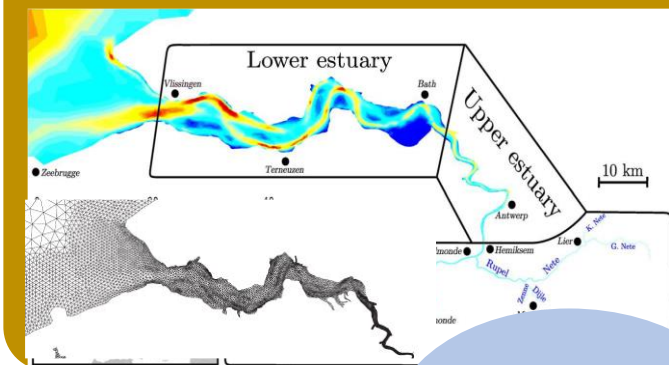 Lower estuary
Vlissingen
Bath
Upper estuary
Zeebrugge
Terneuzen
10 km
Antwerp
Hemiksem
Lier
K. Nete
G. Nete
Rupel
Nete
Zenne
Dijle